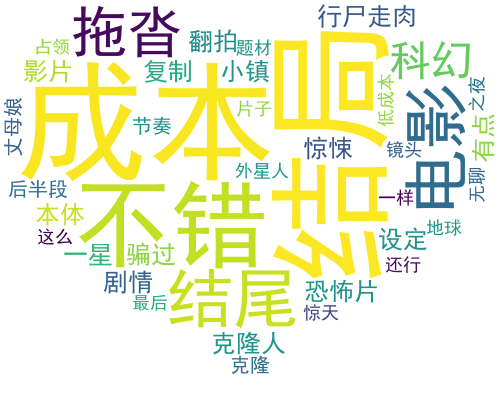 行尸走肉
拖沓
占领
翻拍
题材
影片
复制
小镇
科幻
成本
结局
电影
低成本
之夜
丈母娘
片子
节奏
惊悚
镜头
有点
外星人
不错
后半段
无聊
一样
本体
这么
一星
骗过
设定
地球
还行
剧情
结尾
恐怖片
最后
惊天
克隆人
克隆